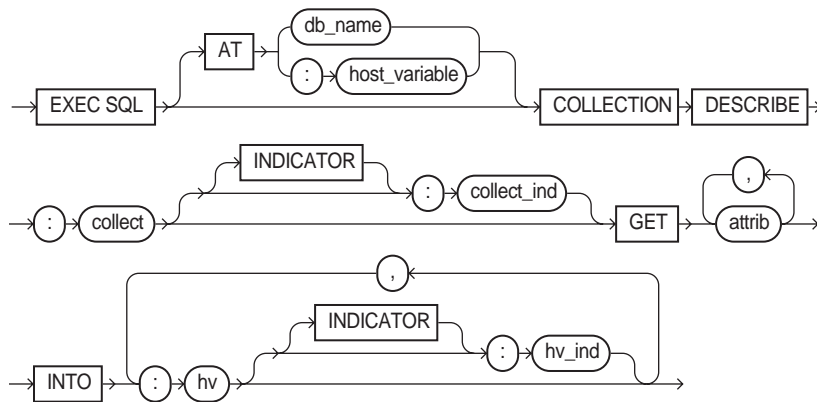 db_name
AT
: host_variable
EXEC SQL COLLECTION DESCRIBE
INDICATOR ,
: collect : collect_ind GET attrib
,
INDICATOR
INTO : hv : hv_ind